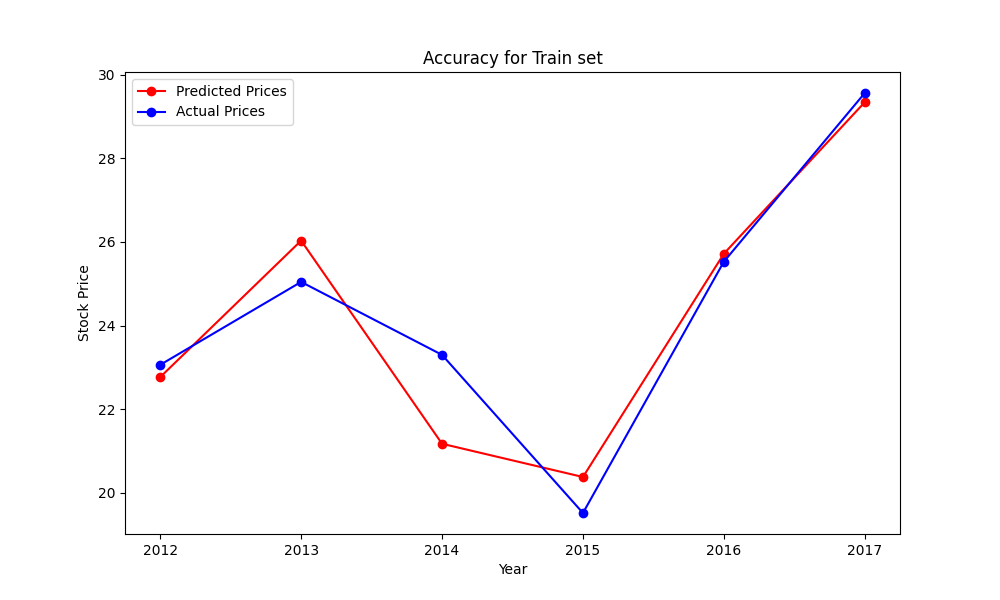 Accuracy for Train set
Predicted Prices
Actual Prices
30
28
26
24
22
20
Stock Price
2012 2013 2014 2015 2016 2017
Year